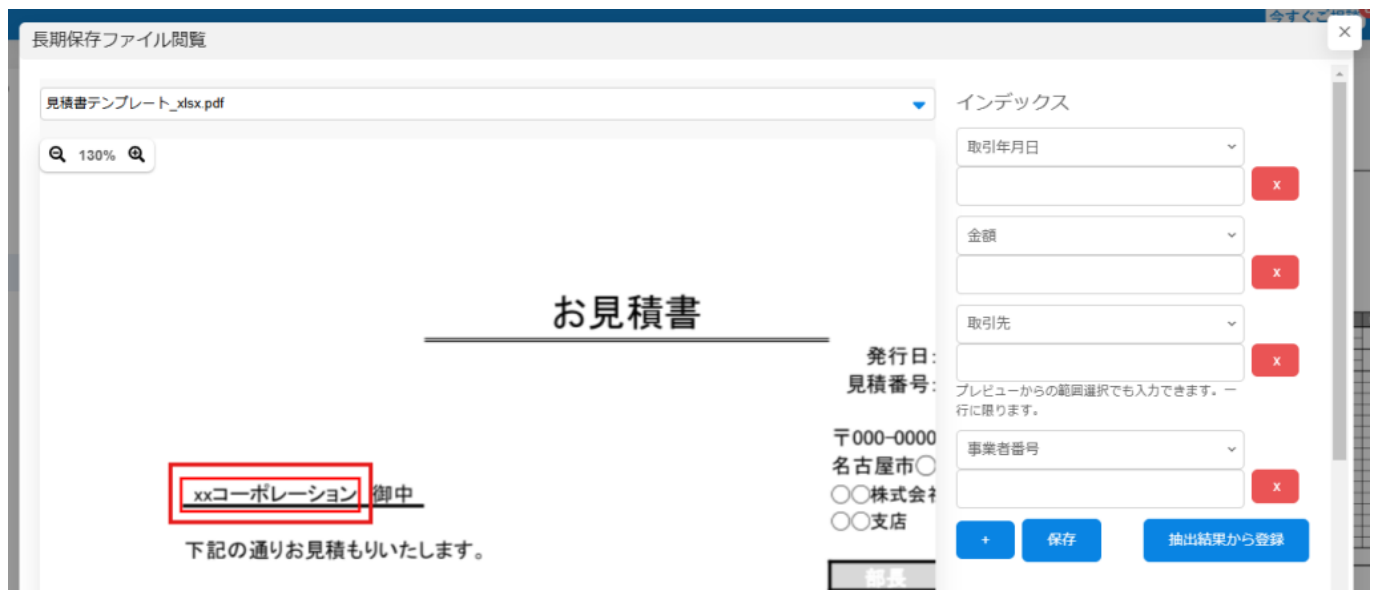 今すぐご相談
長期保存ファイル閲覧
×
見積書テンプレート_xlsx.pdf
130%
お見積書
発行日:
見積番号:
〒000-0000
名古屋市〇
〇〇株式会社
〇〇支店
xxコーポレーション 御中
下記の通りお見積もりいたします。
部長
インデックス
取引年月日
x
金額
x
取引先
x
プレビューからの範囲選択でも入力できます。一
行に限ります。
事業者番号
x
+ 保存 抽出結果から登録